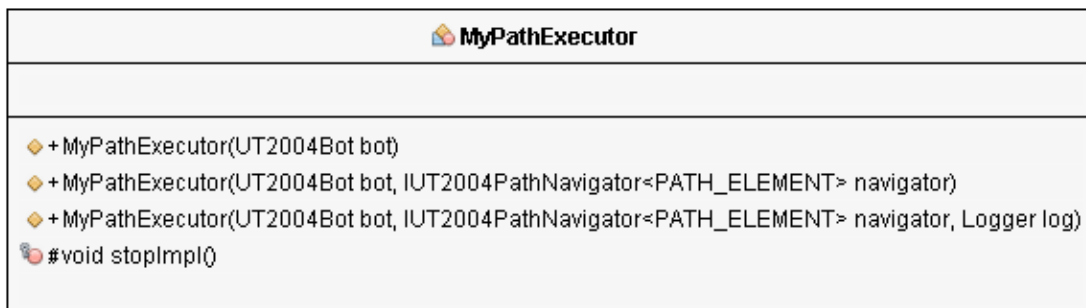 MyPathExecutor
+MyPathExecutor(UT2004Bot bot)
+MyPathExecutor(UT2004Bot bot, IUT2004PathNavigator<PATH_ELEMENT> navigator)
+MyPathExecutor(UT2004Bot bot, IUT2004PathNavigator<PATH_ELEMENT> navigator, Logger log)
#void stopImpl()